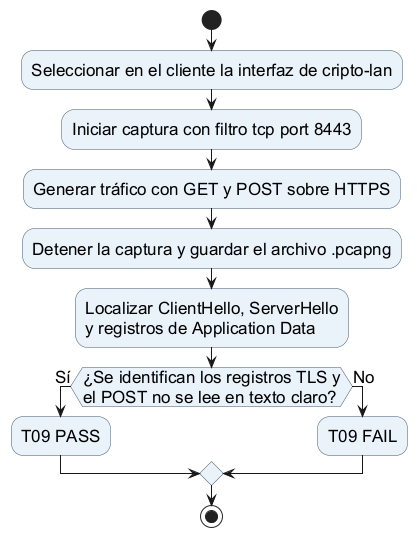 Seleccionar en el cliente la interfaz de cripto-lan
Iniciar captura con filtro tcp port 8443
Generar tráfico con GET y POST sobre HTTPS
Detener la captura y guardar el archivo .pcapng
Localizar ClientHello, ServerHello
y registros de Application Data
Sí
¿Se identifican los registros TLS y
el POST no se lee en texto claro?
No
T09 PASS
T09 FAIL